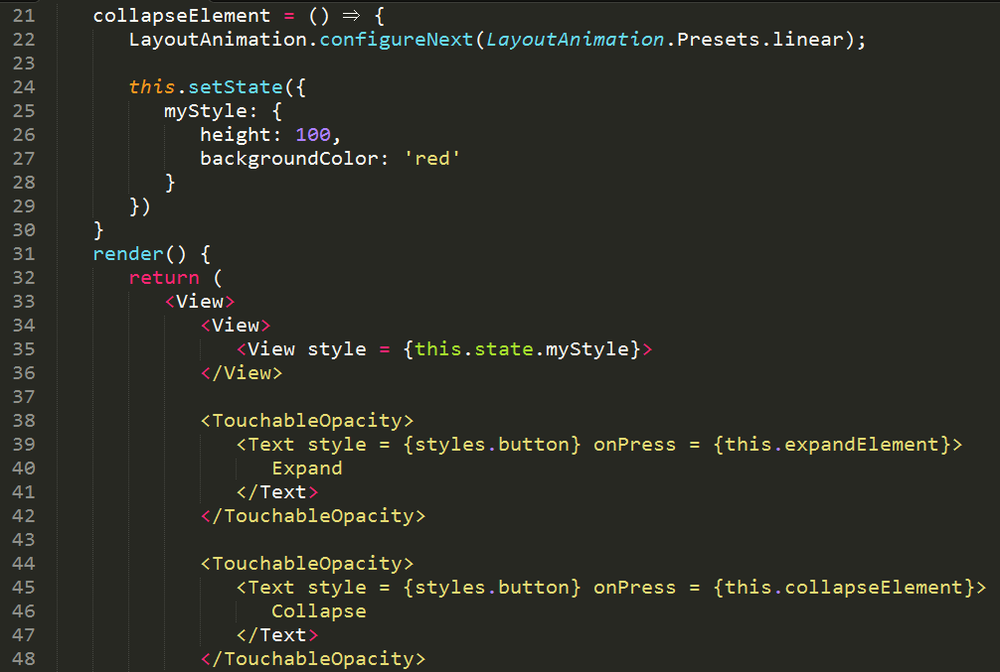 21 collapseElement = () ⇒ {
22 LayoutAnimation.configureNext(LayoutAnimation.Presets.linear);
23
24 this.setState({
25 myStyle: {
26 height: 100,
27 backgroundColor: 'red'
28 }
29 })
30 }
31 render() {
32 return (
33 <View>
34 <View>
35 <View style = {this.state.myStyle}>
36 </View>
37
38 <TouchableOpacity>
39 <Text style = {styles.button} onPress = {this.expandElement}>
40 Expand
41 </Text>
42 </TouchableOpacity>
43
44 <TouchableOpacity>
45 <Text style = {styles.button} onPress = {this.collapseElement}>
46 Collapse
47 </Text>
48 </TouchableOpacity>